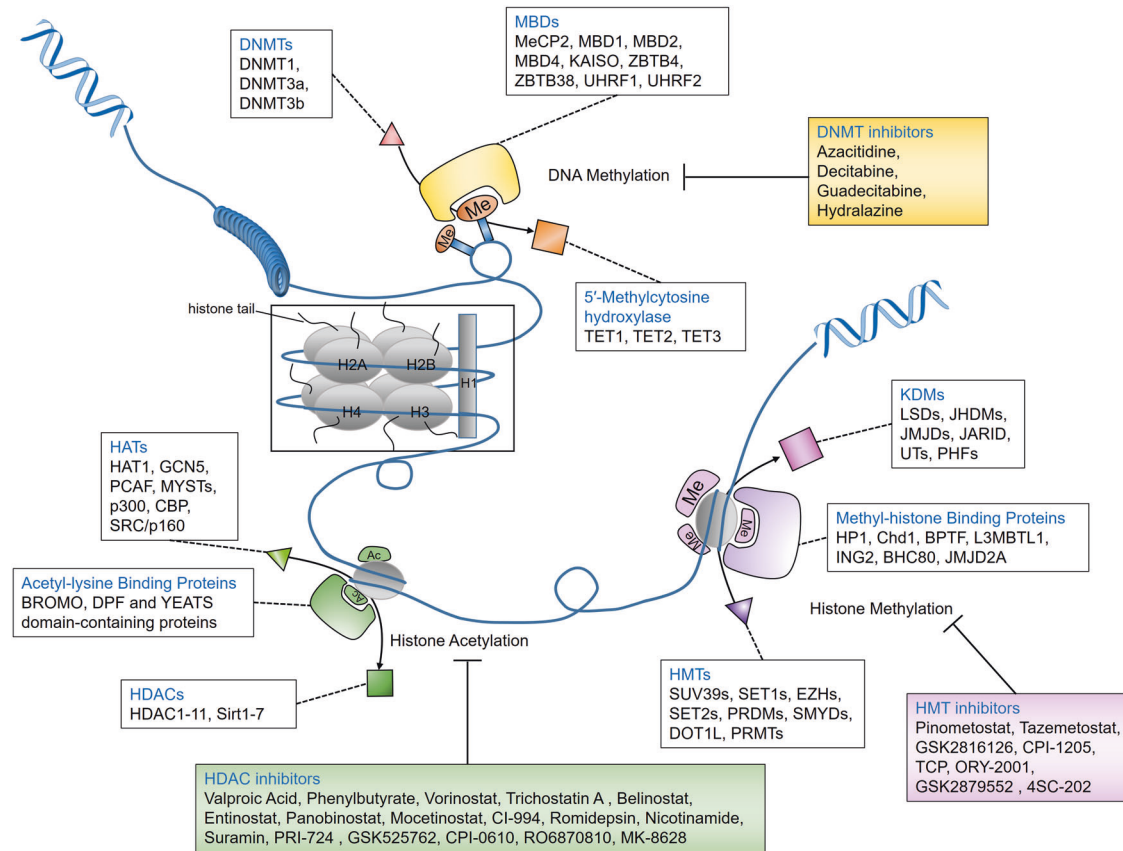 DNMTs
DNMT1,
DNMT3a,
DNMT3b
MBDs
MeCP2, MBD1, MBD2,
MBD4, KAISO, ZBTB4,
ZBTB38, UHRF1, UHRF2
DNMT inhibitors
Azacitidine,
Decitabine,
Guadecitabine,
Hydralazine
DNA Methylation
Me
Me
5′-Methylcytosine
hydroxylase
TET1, TET2, TET3
histone tail
H2A
H2B
H1
H4
H3
KDMs
LSDs, JHDMs,
JMJDs, JARID,
UTs, PHFs
HATs
HAT1, GCN5,
PCAF, MYSTs,
p300, CBP,
SRC/p160
Me
Me
Me
Methyl-histone Binding Proteins
HP1, Chd1, BPTF, L3MBTL1,
ING2, BHC80, JMJD2A
Ac
Ac
Acetyl-lysine Binding Proteins
BROMO, DPF and YEATS
domain-containing proteins
Histone Methylation
Histone Acetylation
HDACs
HDAC1-11, Sirt1-7
HMTs
SUV39s, SET1s, EZHs,
SET2s, PRDMs, SMYDs,
DOT1L, PRMTs
HMT inhibitors
Pinometostat, Tazemetostat,
GSK2816126, CPI-1205,
TCP, ORY-2001,
GSK2879552 , 4SC-202
HDAC inhibitors
Valproic Acid, Phenylbutyrate, Vorinostat, Trichostatin A , Belinostat,
Entinostat, Panobinostat, Mocetinostat, CI-994, Romidepsin, Nicotinamide,
Suramin, PRI-724 , GSK525762, CPI-0610, RO6870810, MK-8628